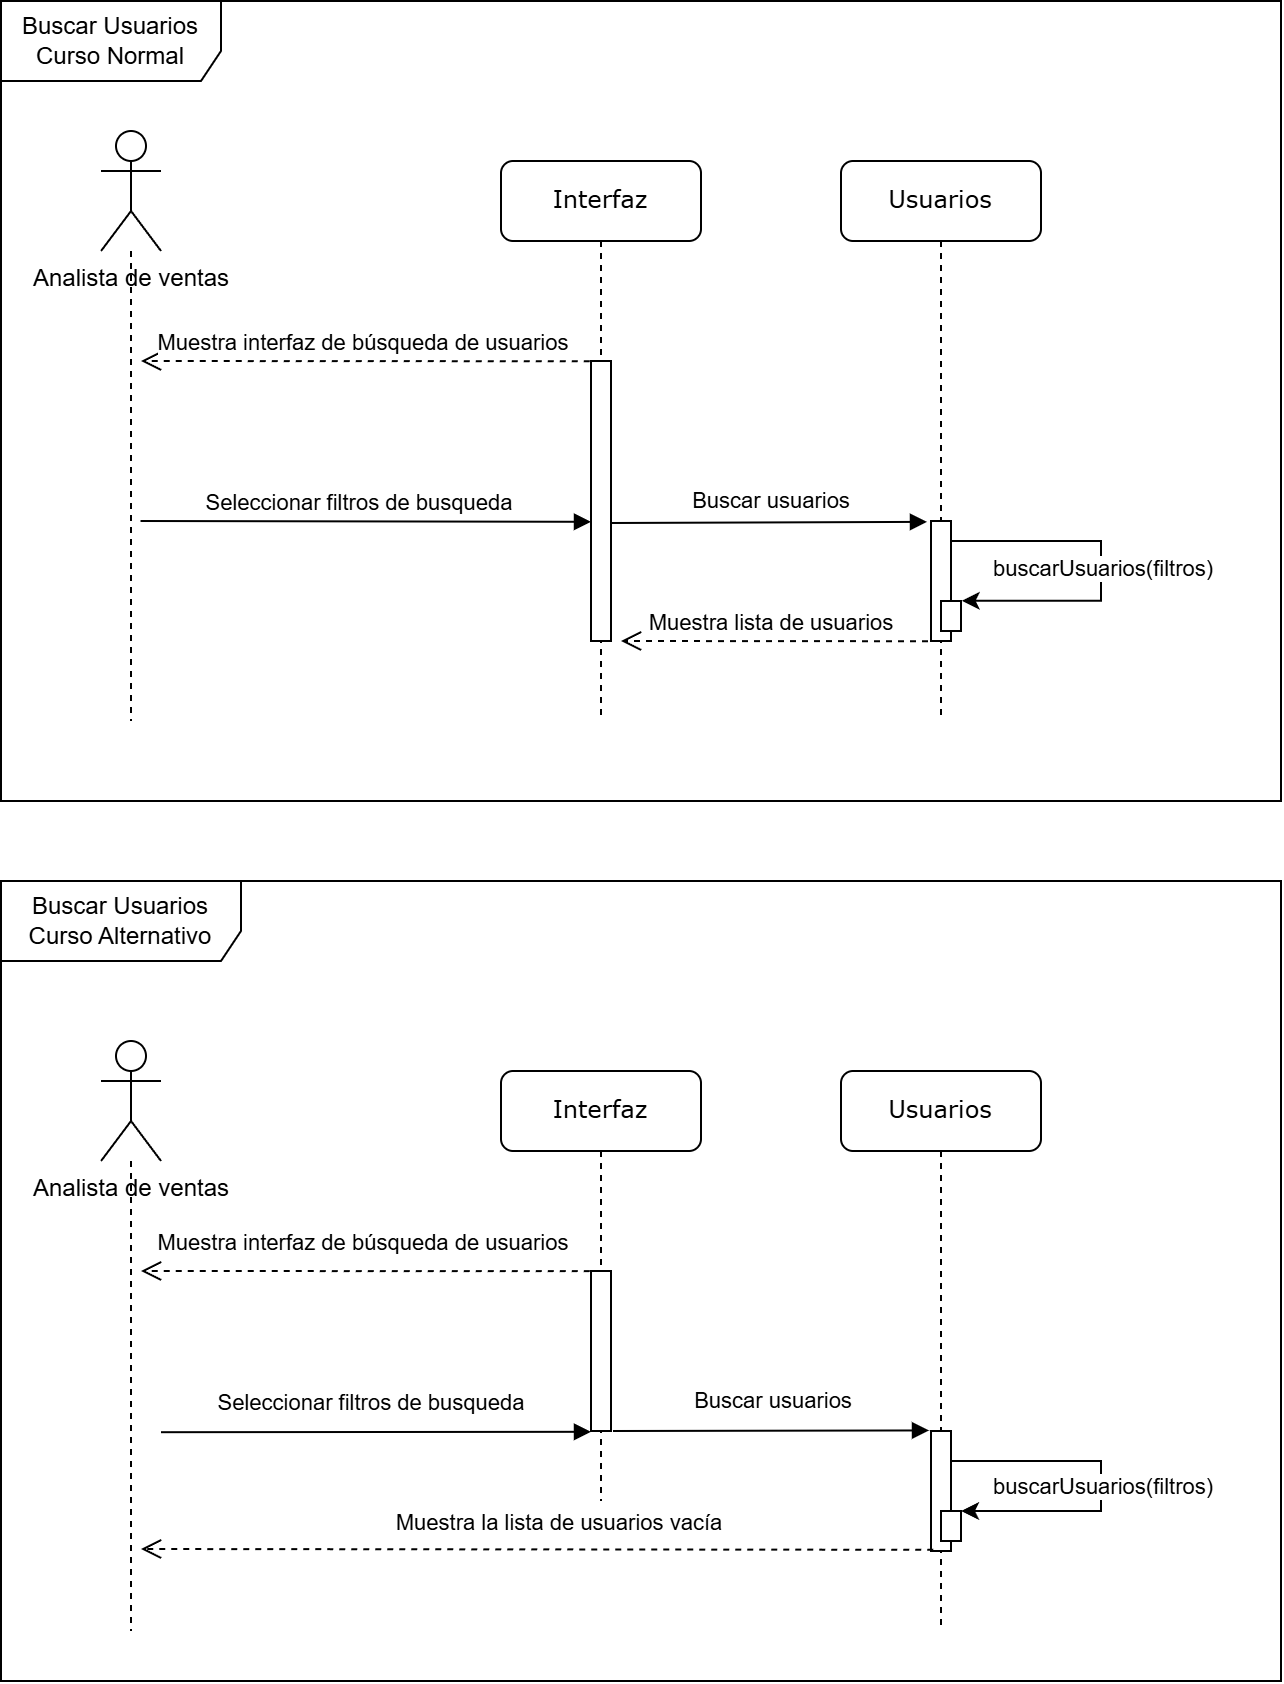 Buscar Usuarios
Curso Normal
Interfaz
Usuarios
Analista de ventas
Muestra interfaz de búsqueda de usuarios
Seleccionar filtros de busqueda
Buscar usuarios
buscarUsuarios(filtros)
Muestra lista de usuarios
Buscar Usuarios
Curso Alternativo
Interfaz
Usuarios
Analista de ventas
Muestra interfaz de búsqueda de usuarios
Seleccionar filtros de busqueda
Buscar usuarios
buscarUsuarios(filtros)
Muestra la lista de usuarios vacía